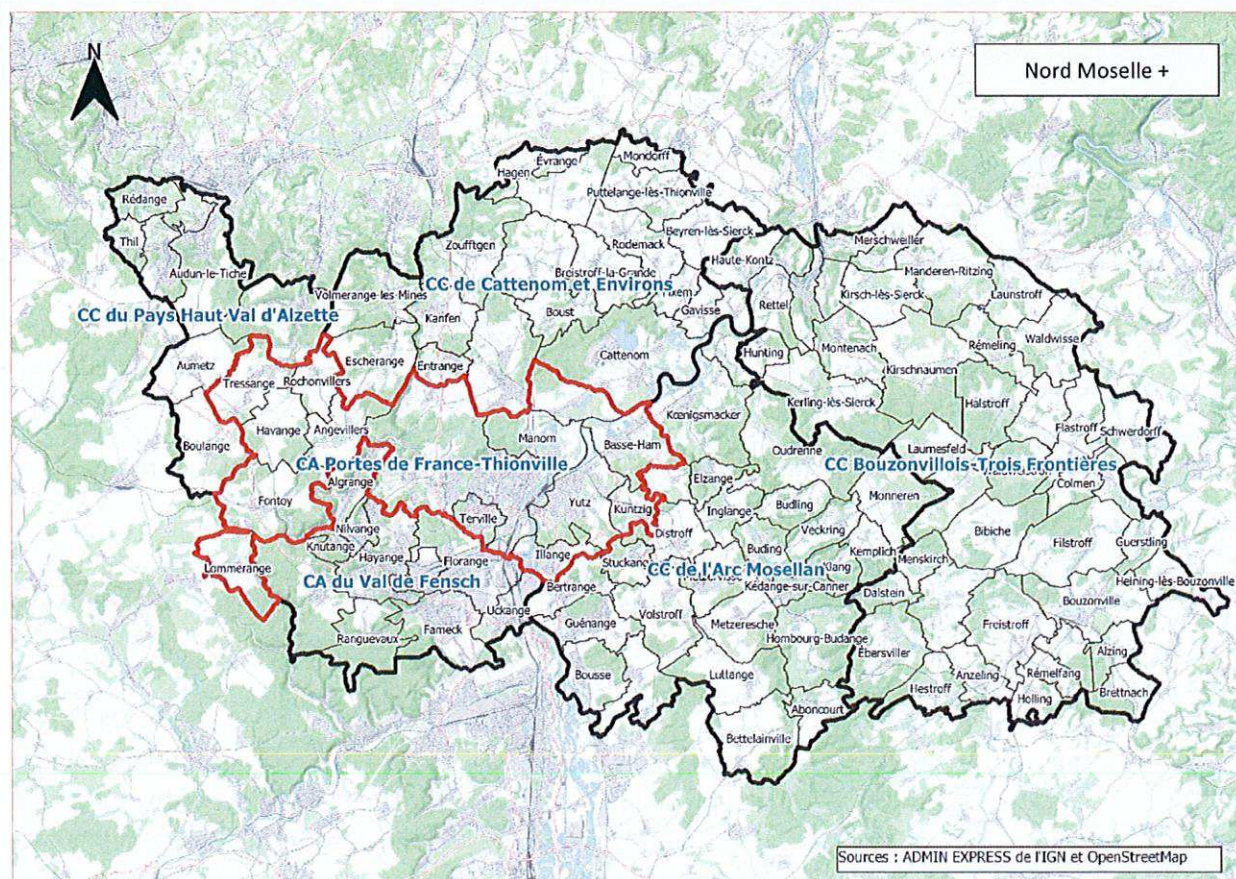 N
Nord Moselle +
Mondorff
Évrange
Hagen
Puttelange-lès-Thionville
Rédange
Beyren-lès-Sierck
Zoufftgen
Rodemack
Merschweiller
Thil
Haute-Kontz
Manderen-Ritzing
Audun-le-Tiche
Breistroff-la-Grande
CC de Cattenom et Environs
Volmerange-les-Mines
Rettel
Kirsch-lès-Sierck
Launstroff
Gavisse
CC du Pays Haut-Val d'Alzette
Kanfen
Boust
Waldwisse
Rémeling
Montenach
Hunting
Cattenom
Aumetz
Escherange
Entrange
Kirschnaumen
Tressange
Rochonvillers
Kerling-lès-Sierck
Halstroff
Kœnigsmacker
Angevillers
Havange
Manom
Basse-Ham
Flastroff
Schwerdorff
Boulange
Laumesfeld
Oudrenne
CA Portes de France-Thionville
CC Bouzonvillois-Trois Frontières
Algrange
Elzange
Colmen
Fontoy
Monneren
Yutz
Kuntzig
Inglange
Budling
Terville
Nilvange
Distroff
Veckring
Bibiche
Filstroff
Guerstling
Knutange
Hayange
Florange
Illange
Buding
Kemplich
Menskirch
Lommerange
Stuckange
CC de l'Arc Mosellan
Klang
CA du Val de Fensch
Bertrange
Kédange-sur-Canner
Dalstein
Heining-lès-Bouzonville
Uckange
Volstroff
Bouzonville
Guénange
Metzeresche
Freistroff
Ranguevaux
Fameck
Hombourg-Budange
Ébersviller
Alzing
Bousse
Luttange
Anzeling
Rémelfang
Hestroff
Holling
Brettnach
Aboncourt
Bettelainville
Sources : ADMIN EXPRESS de l'IGN et OpenStreetMap